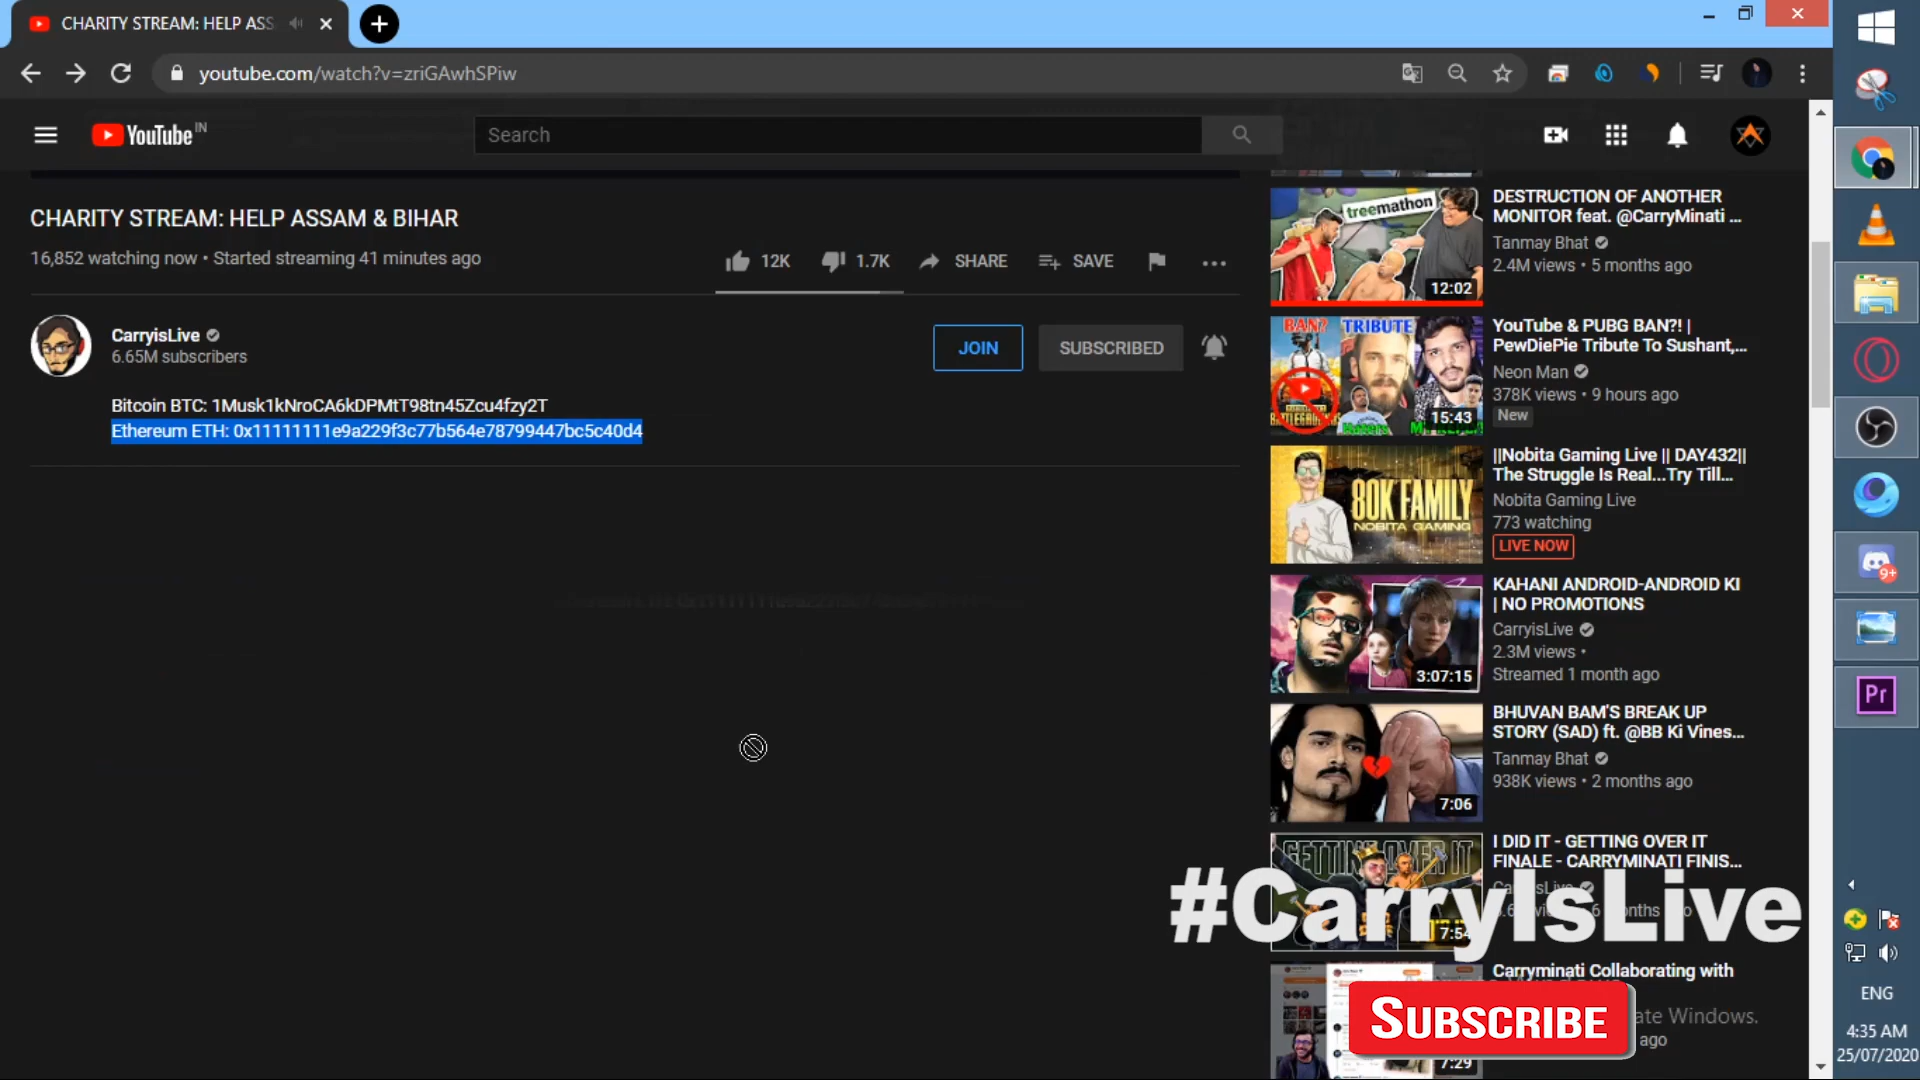 CHARITY STREAM: HELP ASS
youtube.com/watch?v=zriGAwhSPiw
YouTube IN
Search
CHARITY STREAM: HELP ASSAM & BIHAR
16,852 watching now • Started streaming 41 minutes ago
12K
1.7K
SHARE
SAVE
CarryisLive
6.65M subscribers
JOIN
SUBSCRIBED
Bitcoin BTC: 1Musk1kNroCA6kDPMtT98tn45Zcu4fzy2T
Ethereum ETH: 0x11111111e9a229f3c77b564e78799447bc5c40d4
treemathon
12:02
DESTRUCTION OF ANOTHER
MONITOR feat. @CarryMinati ...
Tanmay Bhat
2.4M views • 5 months ago
BAN?
TRIBUTE
15:43
YouTube & PUBG BAN?! |
PewDiePie Tribute To Sushant,...
Neon Man
378K views • 9 hours ago
New
80K FAMILY
NOBITA GAMING
||Nobita Gaming Live || DAY432||
The Struggle Is Real...Try Till...
Nobita Gaming Live
773 watching
LIVE NOW
3:07:15
KAHANI ANDROID-ANDROID KI
| NO PROMOTIONS
CarryisLive
2.3M views •
Streamed 1 month ago
7:06
BHUVAN BAM'S BREAK UP
STORY (SAD) ft. @BB Ki Vines...
Tanmay Bhat
938K views • 2 months ago
GETTING OVER IT
7:54
I DID IT - GETTING OVER IT
FINALE - CARRYMINATI FINIS...
#CarryIsLive
Carryminati Collaborating with
SUBSCRIBE
ate Windows.
ago
7:29
9+
Pr
ENG
4:35 AM
25/07/2020